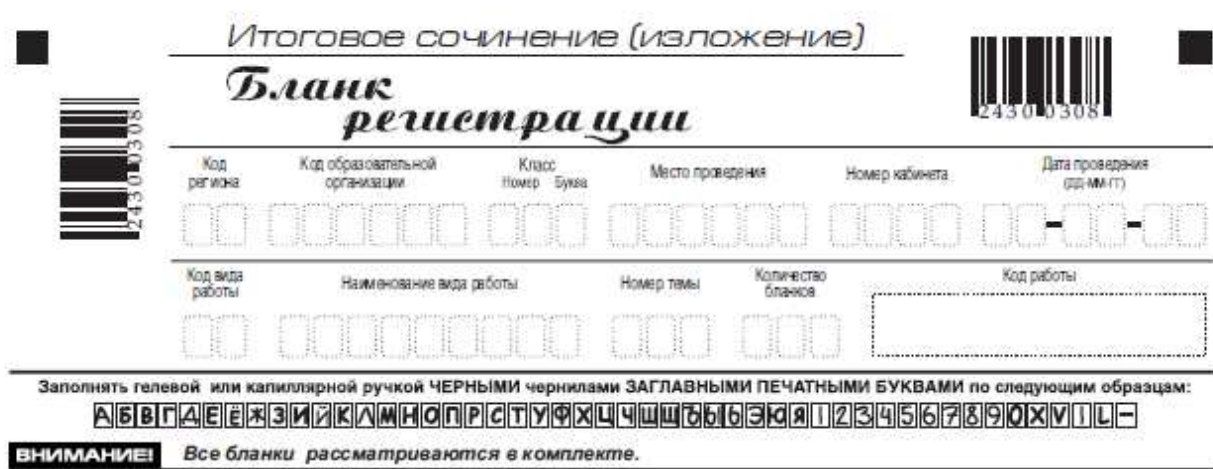 Итоговое сочинение (изложение)
Бланк
регистрации
2430 0308
2430 0308
Код
региона
Код образовательной
организации
Класс
Номер Буква
Место проведения
Номер кабинета
Дата проведения
(ДД-ММ-ГГ)
Код вида
работы
Наименование вида работы
Номер темы
Количество
бланков
Код работы
Заполнять гелевой или капиллярной ручкой ЧЕРНЫМИ чернилами ЗАГЛАВНЫМИ ПЕЧАТНЫМИ БУКВАМИ по следующим образцам:
АБВГДЕЁЖЗИЙКЛМНОПРСТУФХЦЧШЩЪЫЬЭЮЯ1234567890XVIL-
ВНИМАНИЕ! Все бланки рассматриваются в комплекте.